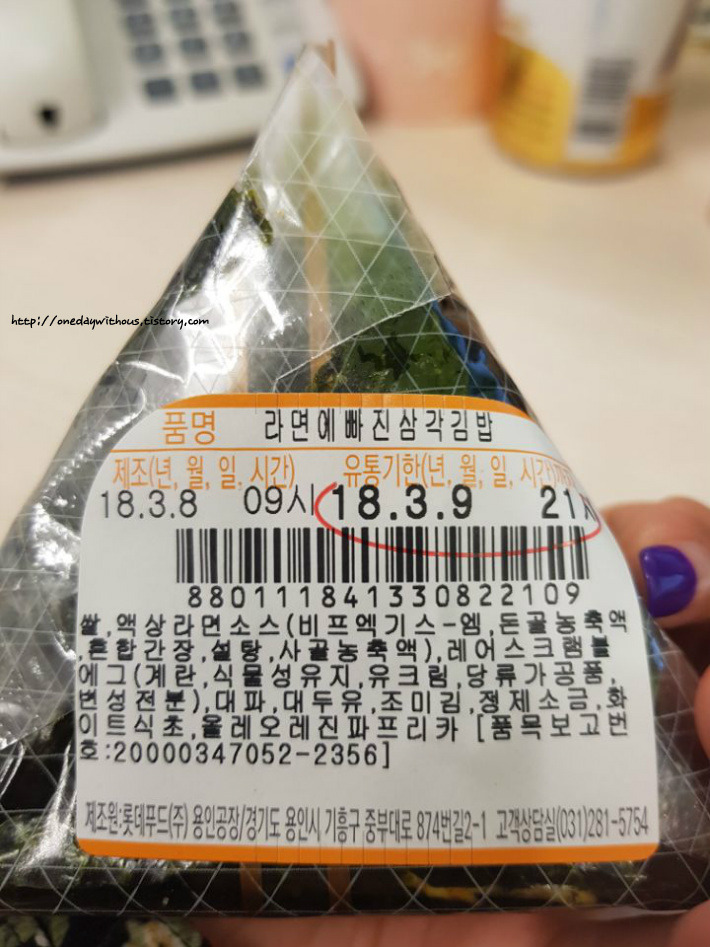 http://onedaywithous.tistory.com
품명 라면에빠진삼각김밥
제조(년, 월, 일, 시간) 유통기한(년, 월, 일, 시간)
18.3.8 09시 18.3.9 21시
8801118413308 22109
쌀,액상라면소스(비프엑기스-엠,돈골농축액
,혼합간장,설탕,사골농축액),레어스크램블
에그(계란,식물성유지,유크림,당류가공품,
변성전분),대파,대두유,조미김,정제소금,화
이트식초,올레오레진파프리카 [품목보고번
호:20000347052-2356]
제조원:롯데푸드(주) 용인공장/경기도 용인시 기흥구 중부대로 874번길2-1 고객상담실(031)281-5754